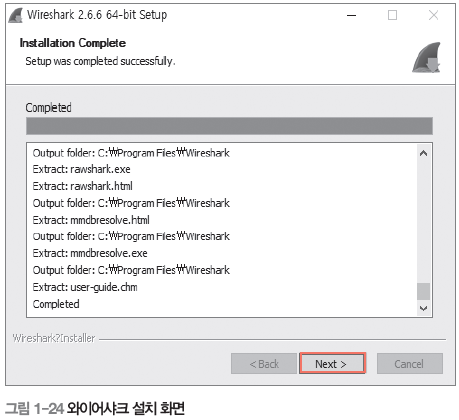 Wireshark 2.6.6 64-bit Setup
Installation Complete
Setup was completed successfully.
Completed
Output folder: C:₩Program Files₩Wireshark
Extract: rawshark.exe
Extract: rawshark.html
Output folder: C:₩Program Files₩Wireshark
Extract: mmdbresolve.html
Output folder: C:₩Program Files₩Wireshark
Extract: mmdbresolve.exe
Output folder: C:₩Program Files₩Wireshark
Extract: user-guide.chm
Completed
Wireshark?Installer
< Back
Next >
Cancel
그림 1-24 와이어샤크 설치 화면